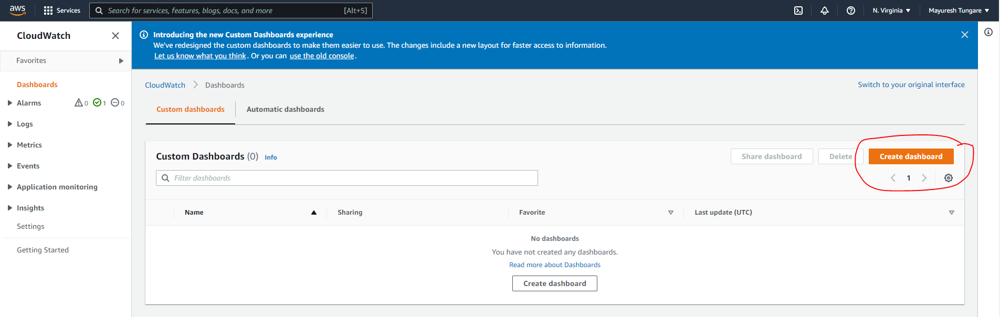 aws Services Search for services, features, blogs, docs, and more [Alt+S] N. Virginia Mayuresh Tungare
CloudWatch
Favorites
Dashboards
Alarms 0 1 0
Logs
Metrics
Events
Application monitoring
Insights
Settings
Getting Started
Introducing the new Custom Dashboards experience
We've redesigned the custom dashboards to make them easier to use. The changes include a new layout for faster access to information.
Let us know what you think. Or you can use the old console.
CloudWatch Dashboards Switch to your original interface
Custom dashboards Automatic dashboards
Custom Dashboards (0) Info Share dashboard Delete Create dashboard
Filter dashboards 1
Name Sharing Favorite Last update (UTC)
No dashboards
You have not created any dashboards.
Read more about Dashboards
Create dashboard